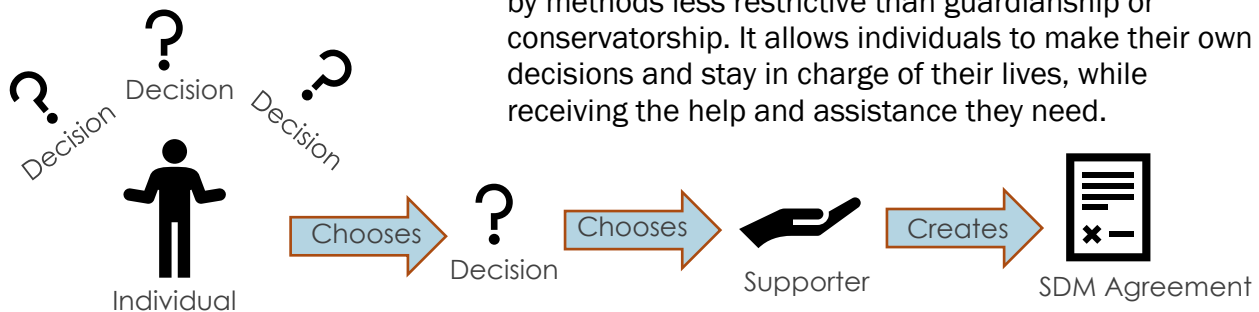 by methods less restrictive than guardianship or
conservatorship. It allows individuals to make their own
decisions and stay in charge of their lives, while
receiving the help and assistance they need.
?
?
?
Decision
Decision
Decision
Individual
Chooses
?
Decision
Chooses
Supporter
Creates
SDM Agreement